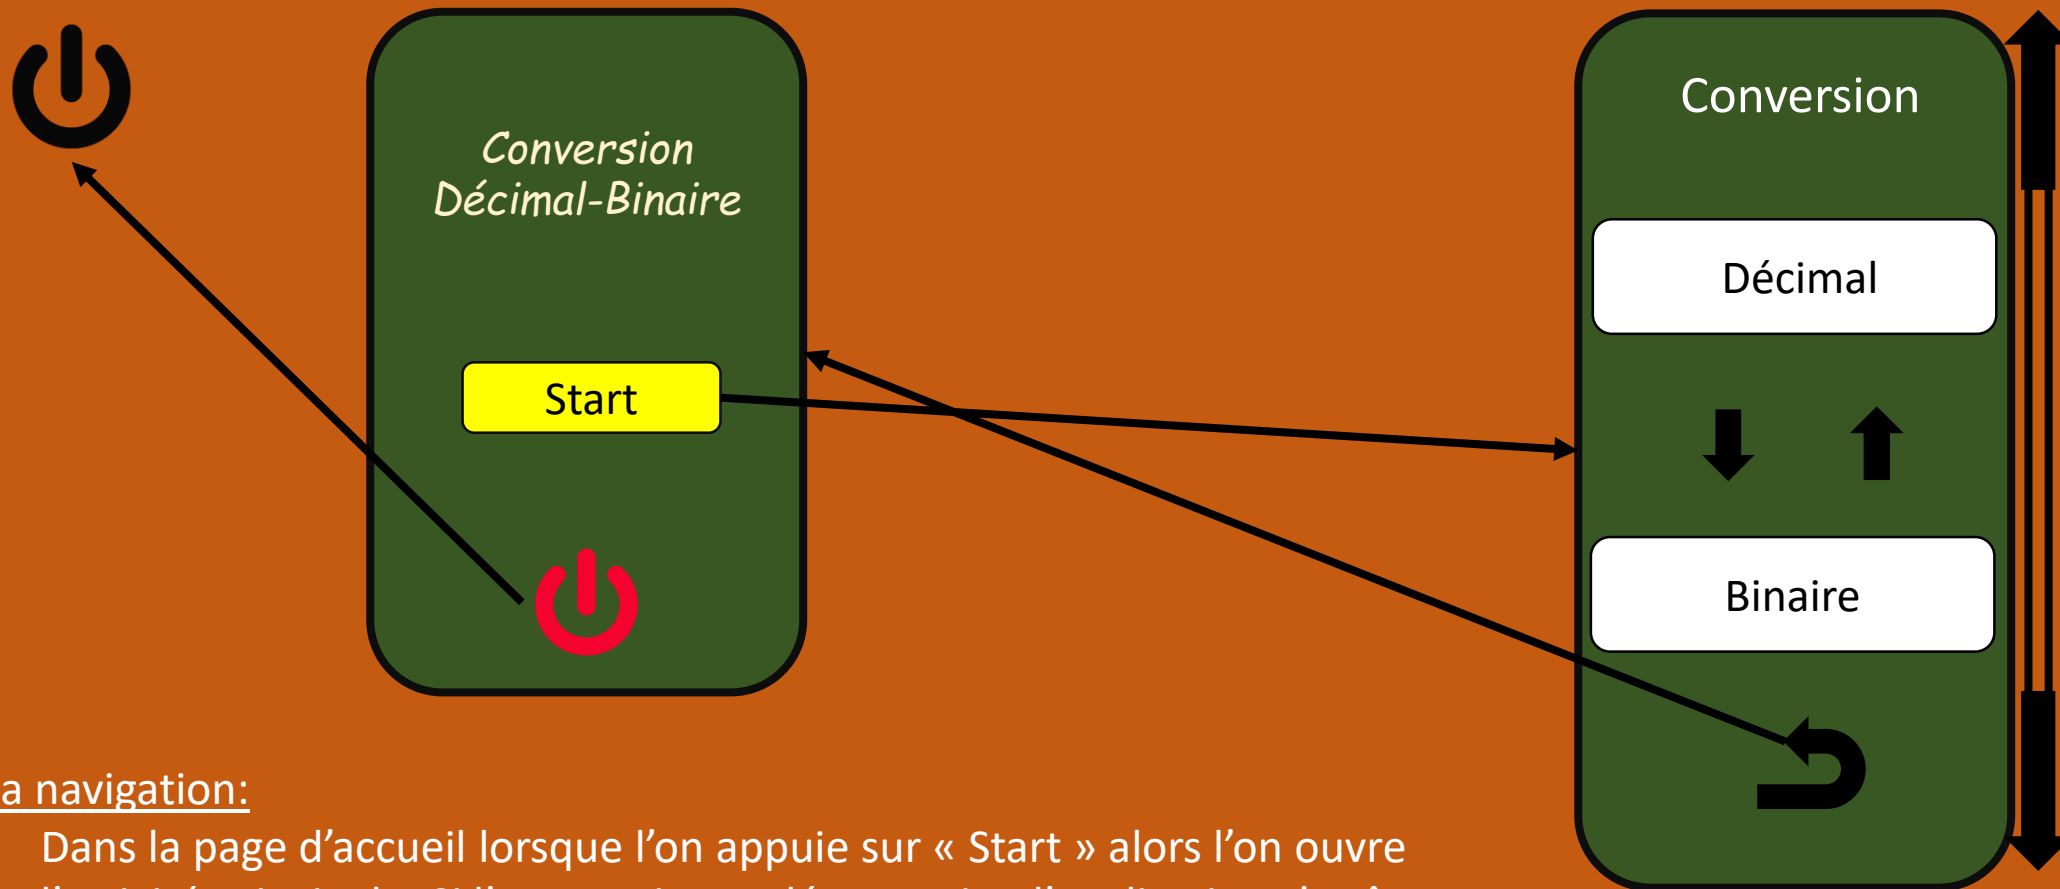 Conversion
Décimal-Binaire
Start
Conversion
Décimal
Binaire
a navigation:
Dans la page d’accueil lorsque l’on appuie sur « Start » alors l’on ouvre